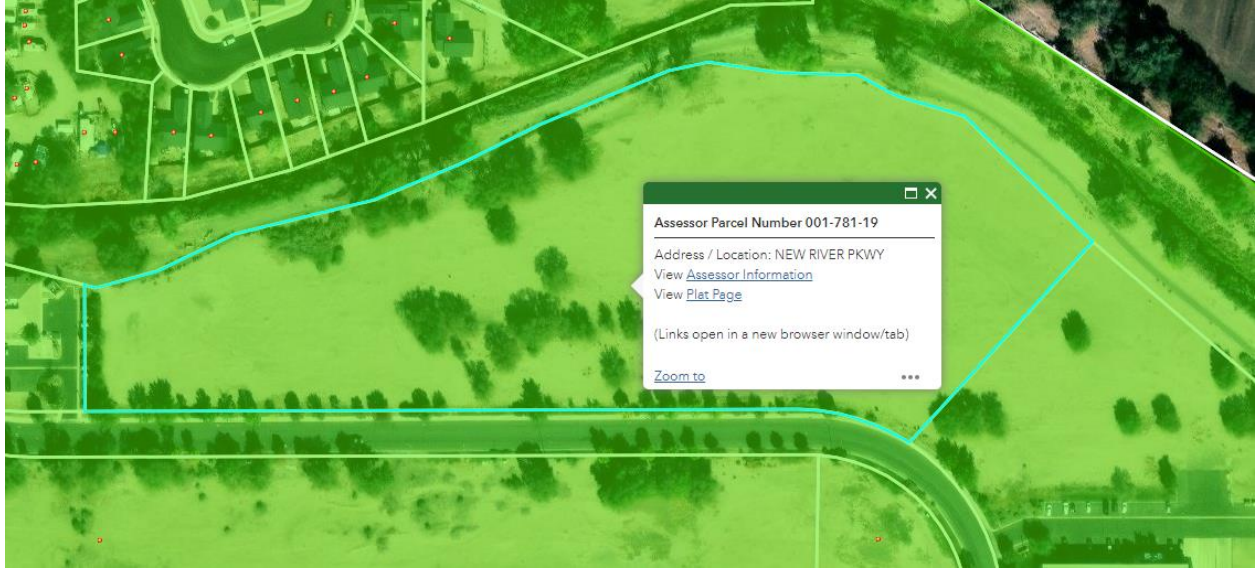 Assessor Parcel Number 001-781-19
Address / Location: NEW RIVER PKWY
View Assessor Information
View Plat Page
(Links open in a new browser window/tab)
Zoom to